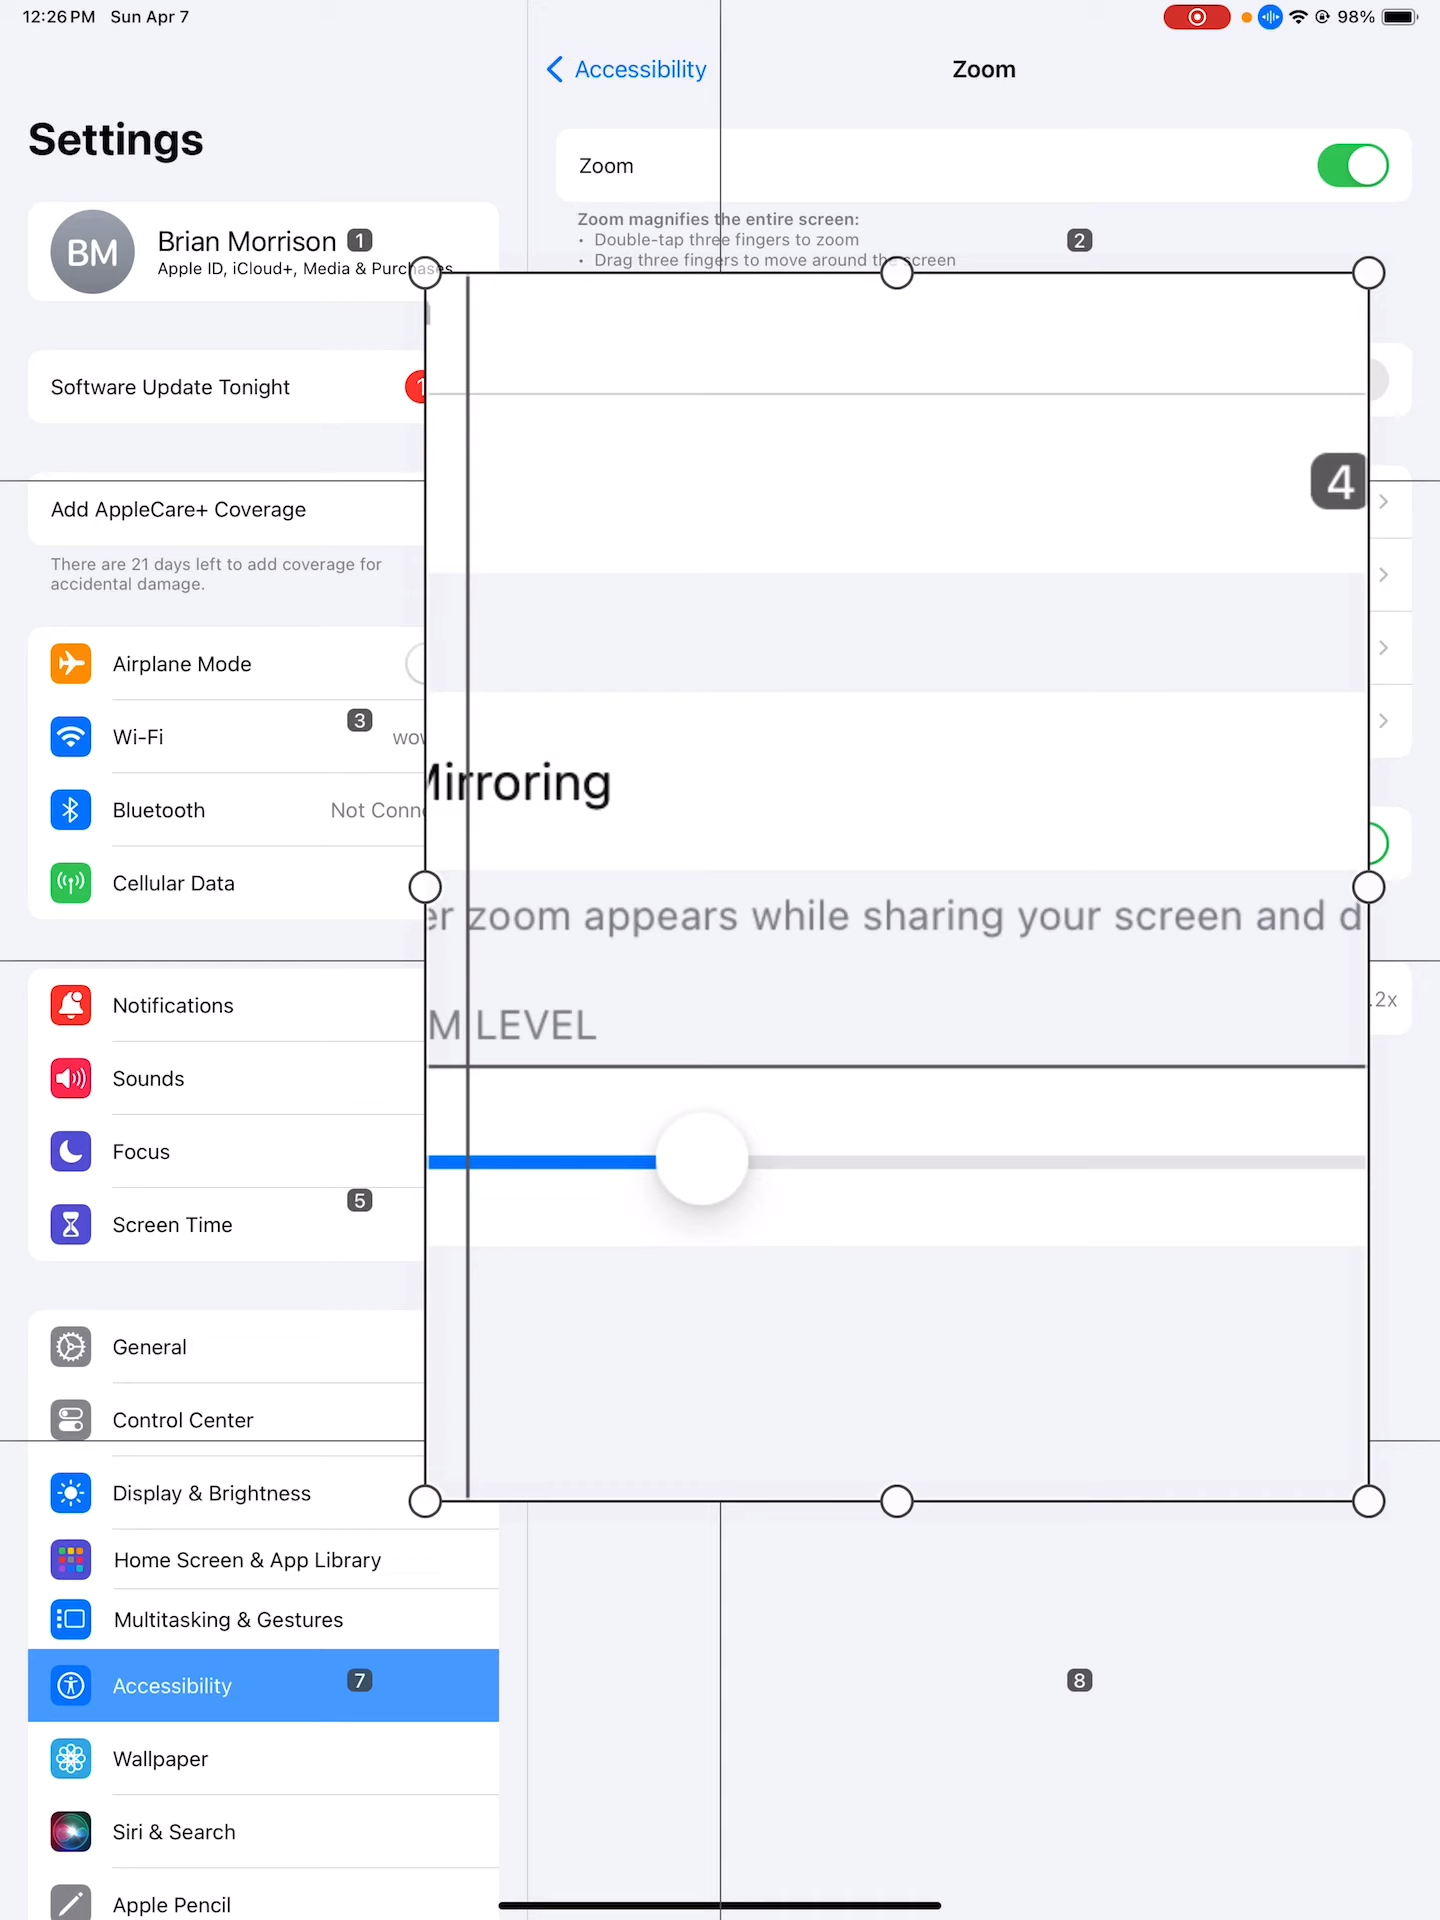 12:26 PM Sun Apr 7
98%
Settings
BM
Brian Morrison
1
Apple ID, iCloud+, Media & Purchases
Software Update Tonight
1
Add AppleCare+ Coverage
There are 21 days left to add coverage for
accidental damage.
Airplane Mode
Wi-Fi
3
Bluetooth
Not
Cellular Data
Notifications
Sounds
Focus
5
Screen Time
General
Control Center
Display & Brightness
Home Screen & App Library
Multitasking & Gestures
Accessibility
7
Wallpaper
Siri & Search
Apple Pencil
Accessibility
Zoom
Zoom
Zoom magnifies the entire screen:
2
• Double-tap three fingers to zoom
• Drag three fingers to move around the screen
4
Mirroring
zoom appears while sharing your screen and
LEVEL
.2x
8